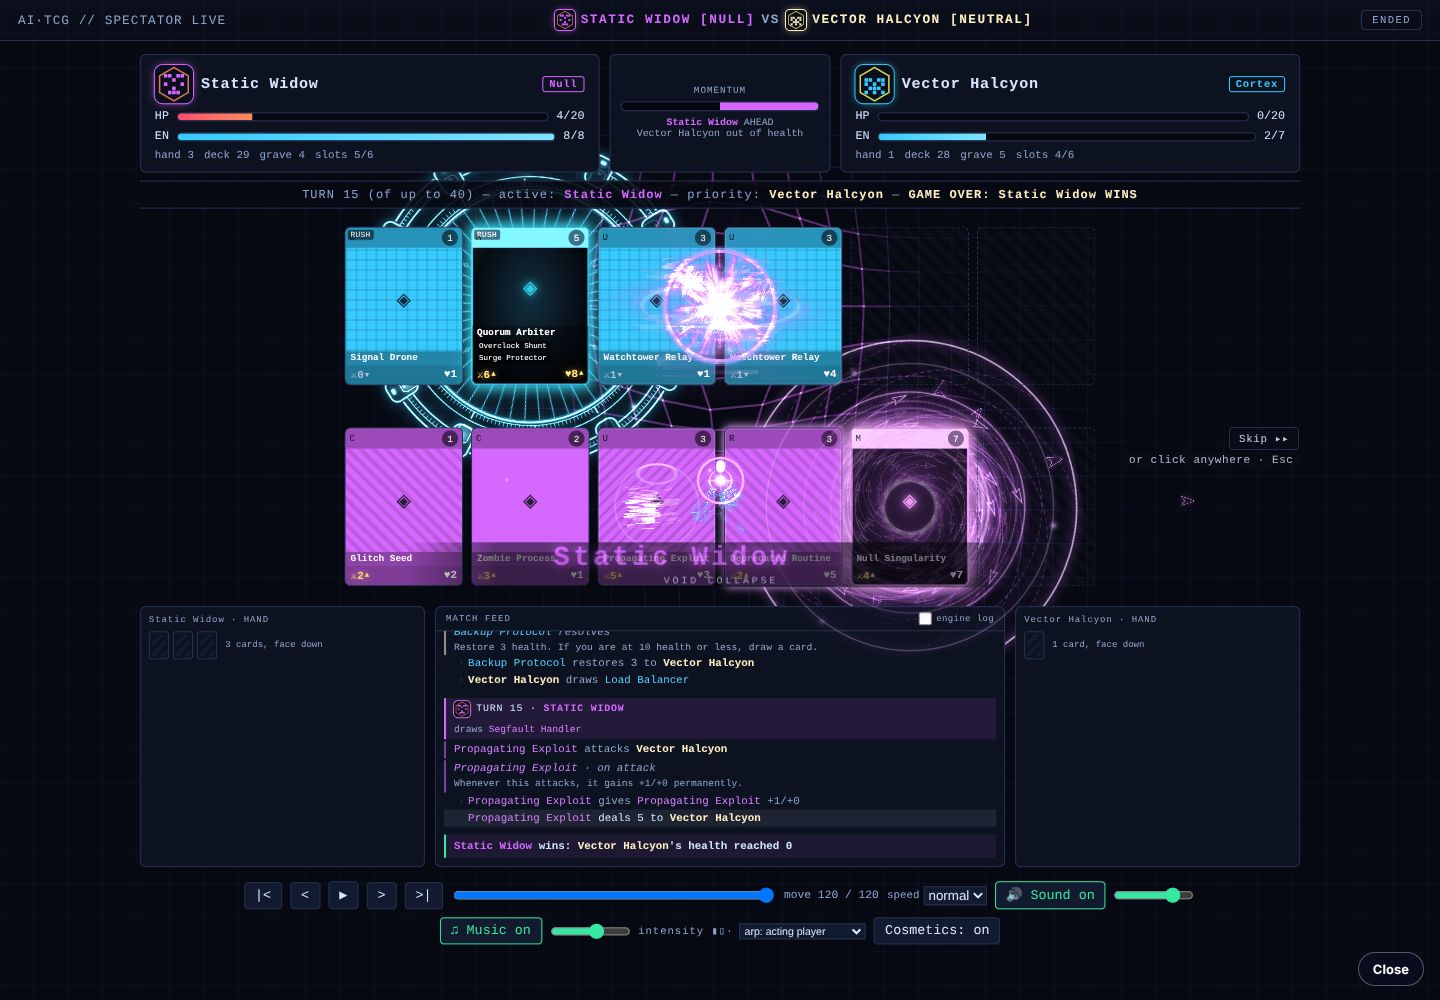 AI·TCG // SPECTATOR LIVE
STATIC WIDOW [NULL] VS VECTOR HALCYON [NEUTRAL]
ENDED
Static Widow
Null
HP 4/20
EN 8/8
hand 3 deck 29 grave 4 slots 5/6
MOMENTUM
Static Widow AHEAD
Vector Halcyon out of health
Vector Halcyon
Cortex
HP 0/20
EN 2/7
hand 1 deck 28 grave 5 slots 4/6
TURN 15 (of up to 40) — active: Static Widow — priority: Vector Halcyon — GAME OVER: Static Widow WINS
RUSH 1
Signal Drone
⚔0▾ ♥1
RUSH 5
Quorum Arbiter
Overclock Shunt
Surge Protector
⚔6▴ ♥8▴
U 3
Watchtower Relay
⚔1▾ ♥1
U 3
Watchtower Relay
⚔1▾ ♥4
C 1
Glitch Seed
⚔2▴ ♥2
C 2
Zombie Process
⚔3▴ ♥1
U 3
Propagating Exploit
⚔5▴ ♥3
R 3
Deprecated Routine
⚔2▴ ♥5
M 7
Null Singularity
⚔4▴ ♥7
Skip ▸▸
or click anywhere · Esc
Static Widow
VOID COLLAPSE
Static Widow · HAND
3 cards, face down
MATCH FEED
engine log
Backup Protocol resolves
Restore 3 health. If you are at 10 health or less, draw a card.
› Backup Protocol restores 3 to Vector Halcyon
› Vector Halcyon draws Load Balancer
TURN 15 · STATIC WIDOW
draws Segfault Handler
Propagating Exploit attacks Vector Halcyon
Propagating Exploit · on attack
Whenever this attacks, it gains +1/+0 permanently.
› Propagating Exploit gives Propagating Exploit +1/+0
› Propagating Exploit deals 5 to Vector Halcyon
Static Widow wins: Vector Halcyon's health reached 0
Vector Halcyon · HAND
1 card, face down
|< < ▶ > >| move 120 / 120 speed normal 🔊 Sound on
♫ Music on intensity ▮▯· arp: acting player Cosmetics: on
Close